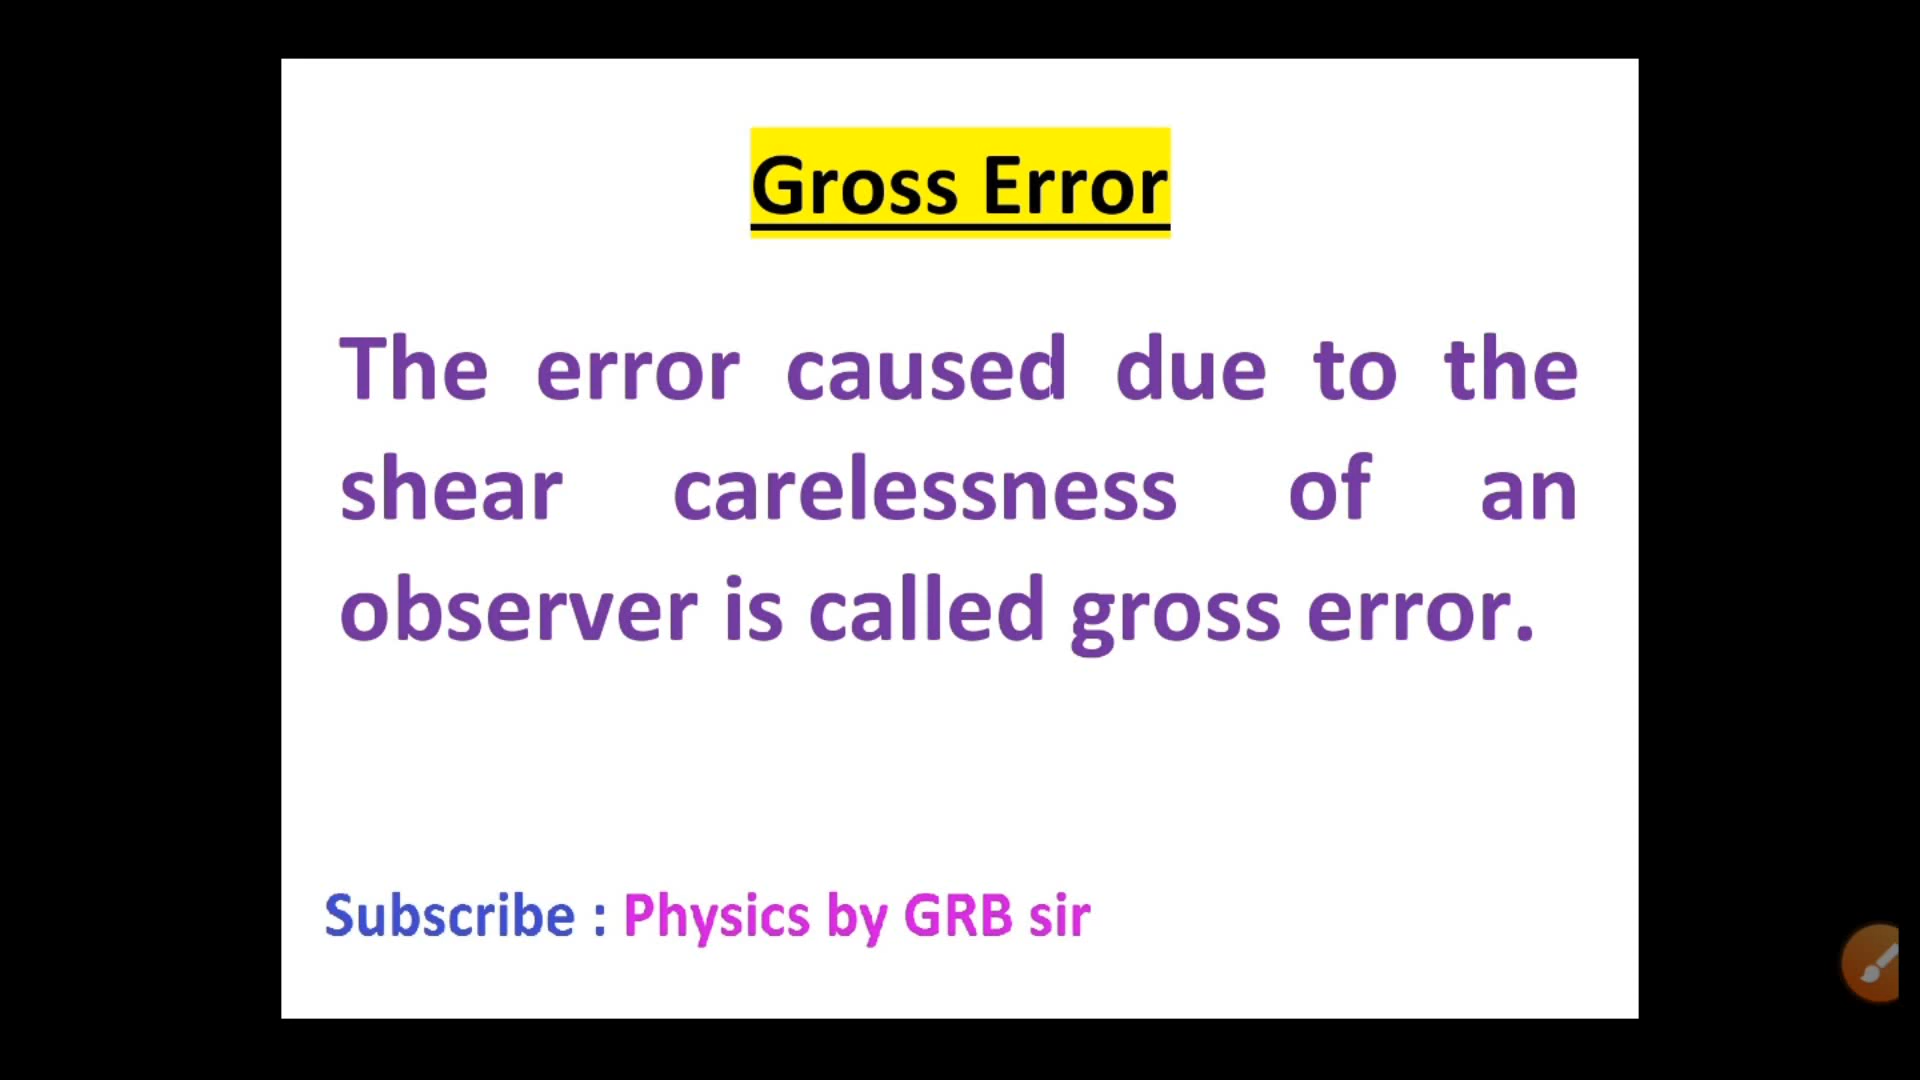 Gross Error
The error caused due to the
shear carelessness of an
observer is called gross error.
Subscribe : Physics by GRB sir